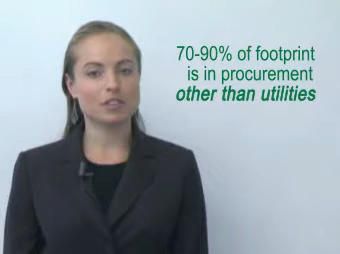 70-90% of footprint
is in procurement
other than utilities